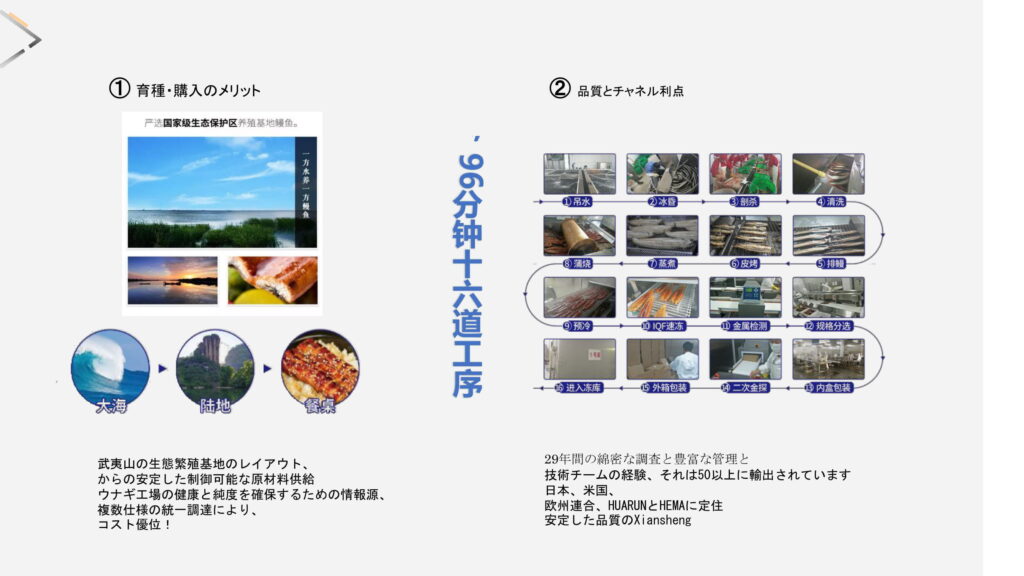 ① 育種・購入のメリット
严选国家级生态保护区养殖基地鳗鱼。
一方水养一方鳗鱼
大海
陆地
餐桌
武夷山の生態繁殖基地のレイアウト、
からの安定した制御可能な原材料供給
ウナギ工場の健康と純度を確保するための情報源、
複数仕様の統一調達により、
コスト優位！
，96分钟十六道工序
② 品質とチャネル利点
①吊水
②冰昏
③剖杀
④清洗
⑧蒲烧
⑦蒸煮
⑥皮烤
⑤排鳗
⑨预冷
⑩IQF速冻
⑪金属检测
⑫规格分选
⑯进入冻库
⑮外箱包装
⑭二次金探
⑬内盒包装
29年間の綿密な調査と豊富な管理と
技術チームの経験、それは50以上に輸出されています
日本、米国、
欧州連合、HUARUNとHEMAに定住
安定した品質のXiansheng